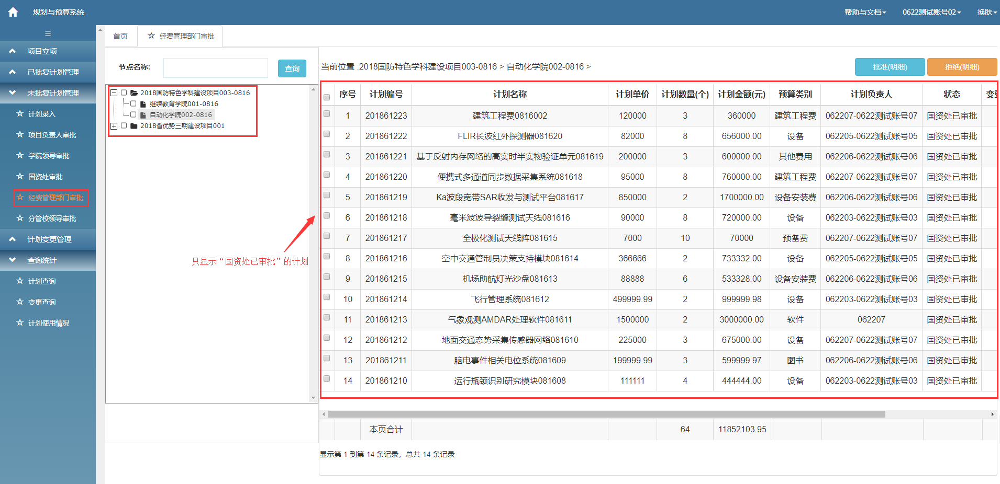 规划与预算系统
帮助与文档 0622测试账号02 换肤
项目立项
已批复计划管理
未批复计划管理
计划录入
项目负责人审批
学院领导审批
国资处审批
经费管理部门审批
分管校领导审批
计划变更管理
查询统计
计划查询
变更查询
计划使用情况
首页 经费管理部门审批
节点名称: 查询
2018国防特色学科建设项目003-0816
继续教育学院001-0816
自动化学院002-0816
2018省优势三期建设项目001
只显示“国资处已审批”的计划
当前位置 :2018国防特色学科建设项目003-0816 > 自动化学院002-0816 >
批准(明细) 拒绝(明细)
序号 计划编号 计划名称 计划单价 计划数量(个) 计划金额(元) 预算类别 计划负责人 状态 变更
1 201861223 建筑工程费0816002 120000 3 360000 建筑工程费 062207-0622测试账号07 国资处已审批
2 201861222 FLIR长波红外探测器081620 82000 8 656000.00 设备 062205-0622测试账号05 国资处已审批
3 201861221 基于反射内存网络的高实时半实物验证单元081619 200000 3 600000.00 其他费用 062206-0622测试账号06 国资处已审批
4 201861220 便携式多通道同步数据采集系统081618 95000 8 760000.00 建筑工程费 062207-0622测试账号07 国资处已审批
5 201861219 Ka波段宽带SAR收发与测试平台081617 850000 2 1700000.00 设备安装费 062206-0622测试账号06 国资处已审批
6 201861218 毫米波波导裂缝测试天线081616 90000 8 720000.00 设备 062203-0622测试账号03 国资处已审批
7 201861217 全极化测试天线阵081615 7000 10 70000 预备费 062207-0622测试账号07 国资处已审批
8 201861216 空中交通管制员决策支持模块081614 366666 2 733332.00 设备 062205-0622测试账号05 国资处已审批
9 201861215 机场助航灯光沙盘081613 88888 6 533328.00 设备安装费 062206-0622测试账号06 国资处已审批
10 201861214 飞行管理系统081612 499999.99 2 999999.98 设备 062203-0622测试账号03 国资处已审批
11 201861213 气象观测AMDAR处理软件081611 1500000 2 3000000.00 软件 062207 国资处已审批
12 201861212 地面交通态势采集传感器网络081610 225000 3 675000.00 设备 062207-0622测试账号07 国资处已审批
13 201861211 脑电事件相关电位系统081609 199999.99 3 599999.97 图书 062206-0622测试账号06 国资处已审批
14 201861210 运行瓶颈识别研究模块081608 111111 4 444444.00 设备 062203-0622测试账号03 国资处已审批
本页合计 64 11852103.95
显示第 1 到第 14 条记录，总共 14 条记录